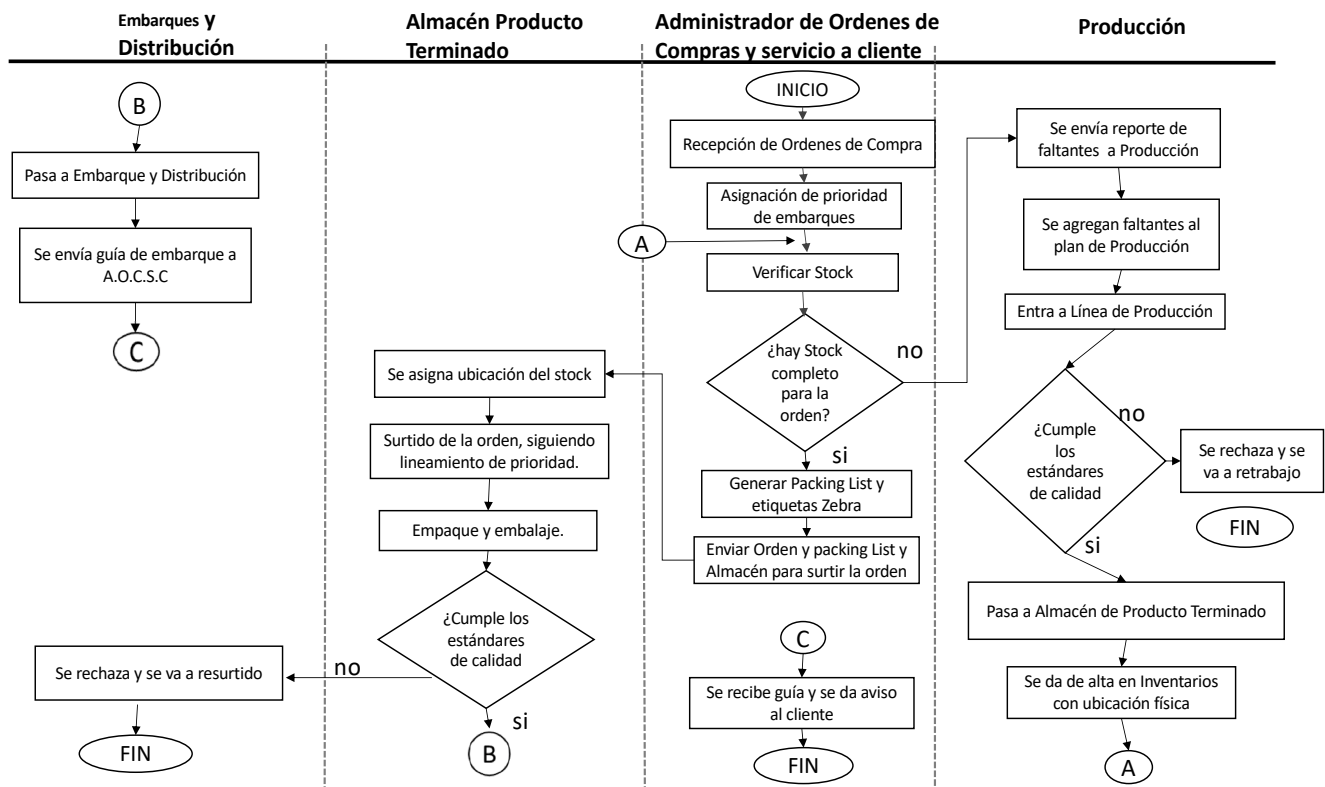 Embarques y
Distribución
Almacén Producto
Terminado
Administrador de Ordenes de
Compras y servicio a cliente
Producción
B
Pasa a Embarque y Distribución
Se envía guía de embarque a
A.O.C.S.C
C
Se rechaza y se va a resurtido
FIN
Se asigna ubicación del stock
Surtido de la orden, siguiendo
lineamiento de prioridad.
Empaque y embalaje.
¿Cumple los
estándares
de calidad
no
si
B
INICIO
Recepción de Ordenes de Compra
Asignación de prioridad
de embarques
A
Verificar Stock
¿hay Stock
completo
para la
orden?
no
si
Generar Packing List y
etiquetas Zebra
Enviar Orden y packing List y
Almacén para surtir la orden
C
Se recibe guía y se da aviso
al cliente
FIN
Se envía reporte de
faltantes a Producción
Se agregan faltantes al
plan de Producción
Entra a Línea de Producción
¿Cumple
los
estándares
de calidad
no
Se rechaza y se
va a retrabajo
FIN
si
Pasa a Almacén de Producto Terminado
Se da de alta en Inventarios
con ubicación física
A